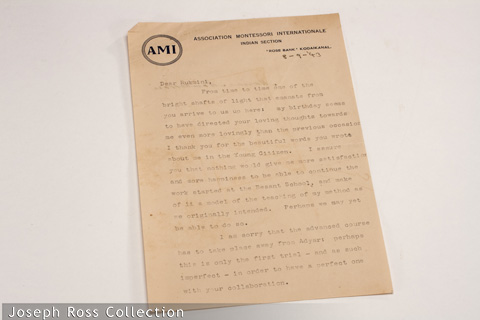 AMI
ASSOCIATION MONTESSORI INTERNATIONALE
INDIAN SECTION
"ROSE BANK," KODAIKANAL.
8-9-'43
Dear Rukmini,
From time to time one of the
bright shafts of light that emanate from
you arrive to us up here: my birthday seems
to have directed your loving thoughts towards
us even more lovingly than the previous occasion
I thank you for the beautiful words you wrote
about me in the Young Citizen. I assure
you that nothing would give us more satisfaction
and more happiness to be able to continue the
work started at the Besant School, and make
of it a model of the teaching of my method as
we originally intended. Perhaps we may yet
be able to do so.
I am sorry that the advanced course
has to take place away from Adyar: perhaps
this is only the first trial - and as such
imperfect - in order to have a perfect one
with your collaboration.
Joseph Ross Collection